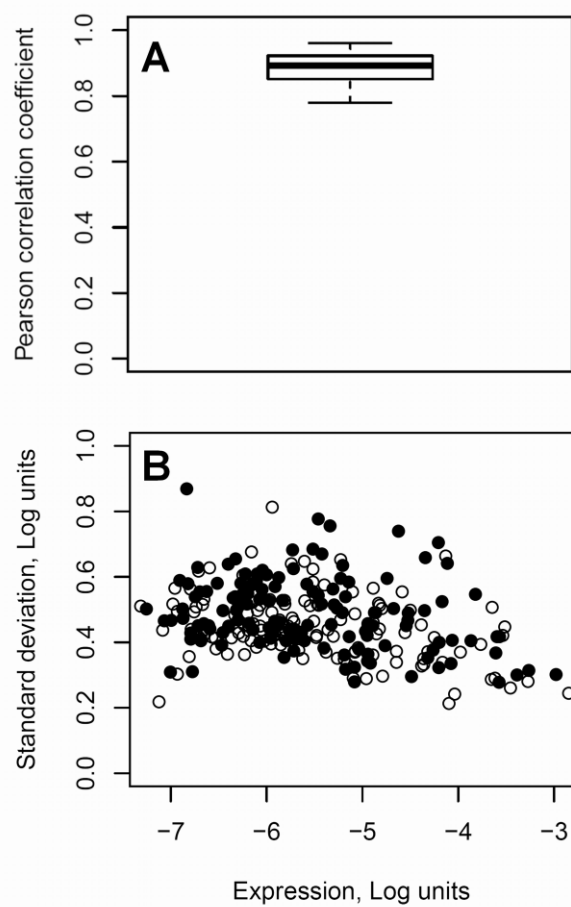 A
Pearson correlation coefficient
1.0
0.8
0.6
0.4
0.2
0.0
B
Standard deviation, Log units
1.0
0.8
0.6
0.4
0.2
0.0
−7 −6 −5 −4 −3
Expression, Log units